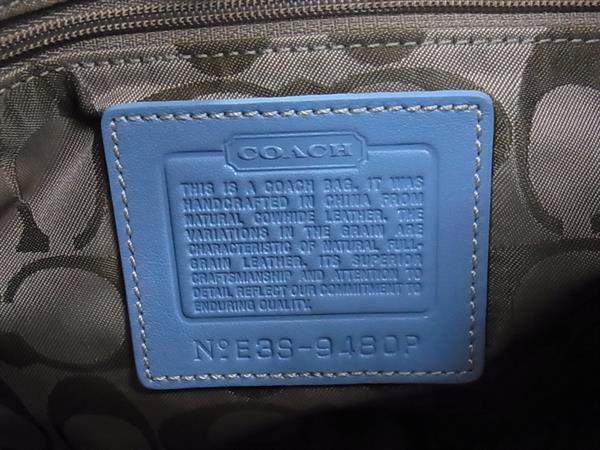 COACH
THIS IS A COACH BAG. IT WAS
HANDCRAFTED IN CHINA FROM
NATURAL COWHIDE LEATHER. THE
VARIATIONS IN THE GRAIN ARE
CHARACTERISTIC OF NATURAL FULL-
GRAIN LEATHER. ITS SUPERIOR
CRAFTSMANSHIP AND ATTENTION TO
DETAIL REFLECT OUR COMMITMENT TO
ENDURING QUALITY.
NºE3S-9480P